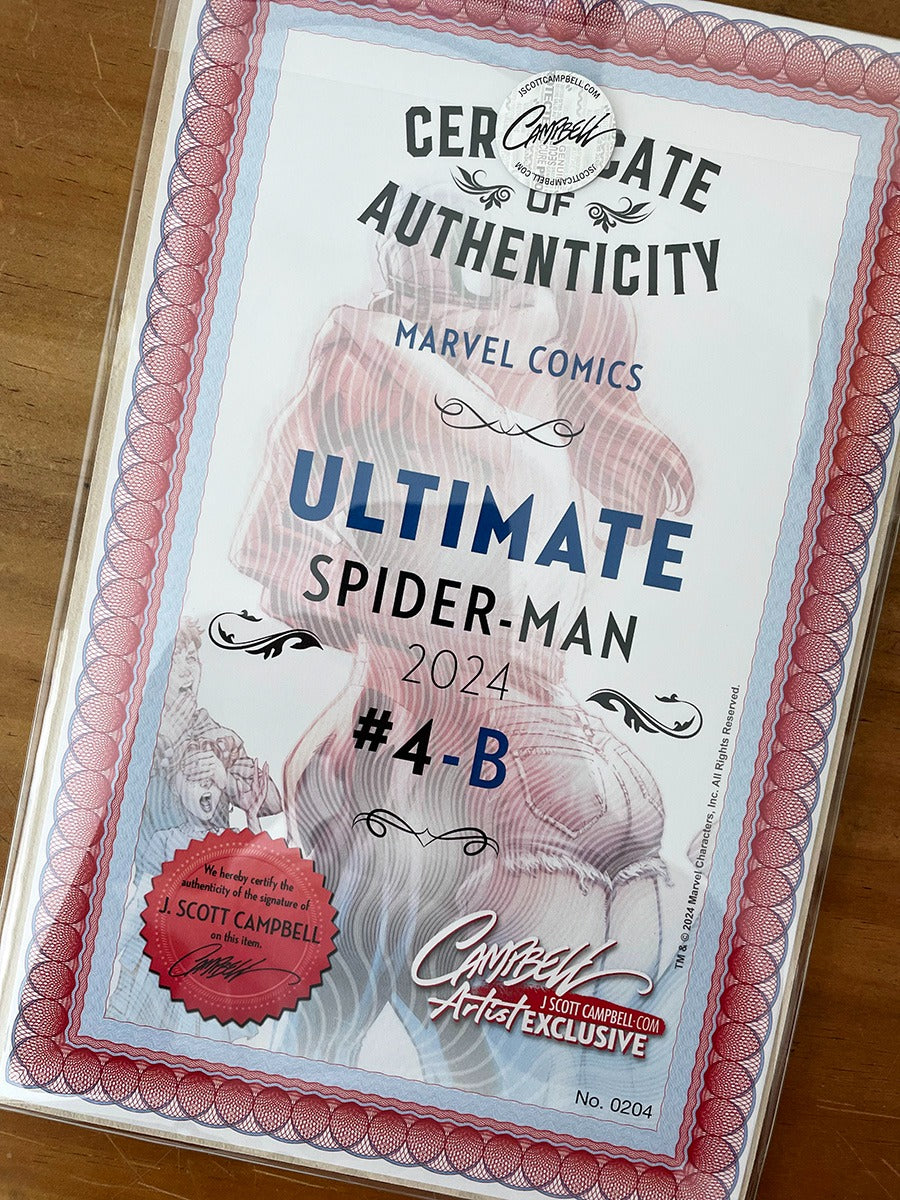 JSCOTTCAMPBELL.COM
CAMPBELL
JSCOTTCAMPBELL.COM
CER CATE
OF
AUTHENTICITY
MARVEL COMICS
ULTIMATE
SPIDER-MAN
2024
#4-B
We hereby certify the
authenticity of the signature of
J. SCOTT CAMPBELL
on this item.
CAMPBELL
CAMPBELL
J SCOTT CAMPBELL.COM
Artist EXCLUSIVE
TM & © 2024 Marvel Characters, Inc. All Rights Reserved.
No. 0204